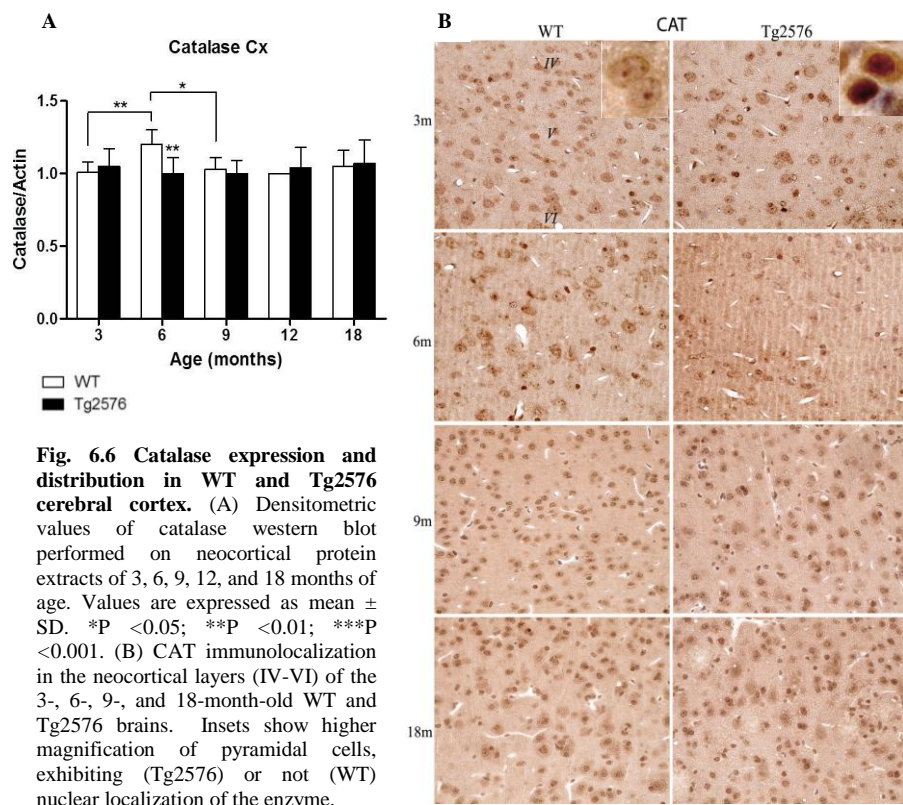 A
Catalase Cx
**
*
**
1.5
1.0
0.5
0.0
Catalase/Actin
3 6 9 12 18
Age (months)
WT
Tg2576
Fig. 6.6 Catalase expression and
distribution in WT and Tg2576
cerebral cortex. (A) Densitometric
values of catalase western blot
performed on neocortical protein
extracts of 3, 6, 9, 12, and 18 months of
age. Values are expressed as mean ±
SD. *P <0.05; **P <0.01; ***P
<0.001. (B) CAT immunolocalization
in the neocortical layers (IV-VI) of the
3-, 6-, 9-, and 18-month-old WT and
Tg2576 brains. Insets show higher
magnification of pyramidal cells,
exhibiting (Tg2576) or not (WT)
nuclear localization of the enzyme.
B
CAT
WT Tg2576
IV
V
VI
3m
6m
9m
18m